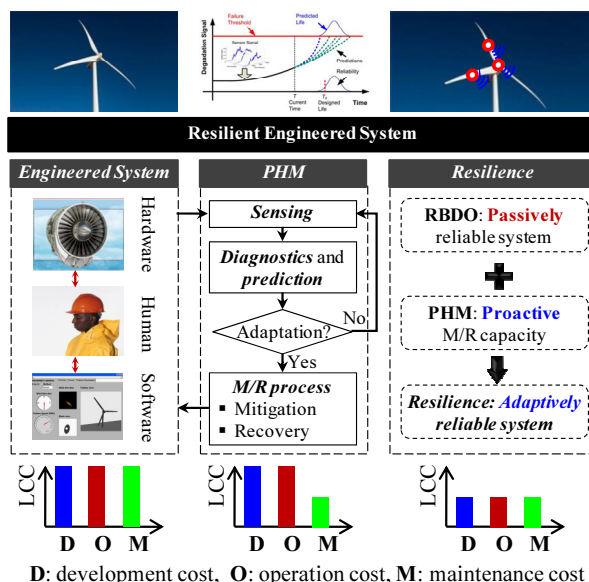 Failure
Threshold
Predicted
Life
Degradation Signal
Sensor Signal
Predictions
Reliability
T
Current
Time
Designed
Life
Time
Resilient Engineered System
Engineered System
PHM
Resilience
Hardware
Human
Software
Sensing
Diagnostics and
prediction
Adaptation?
No
Yes
M/R process
▪ Mitigation
▪ Recovery
RBDO: Passively
reliable system
PHM: Proactive
M/R capacity
Resilience: Adaptively
reliable system
LCC
D O M
LCC
D O M
LCC
D O M
D: development cost, O: operation cost, M: maintenance cost